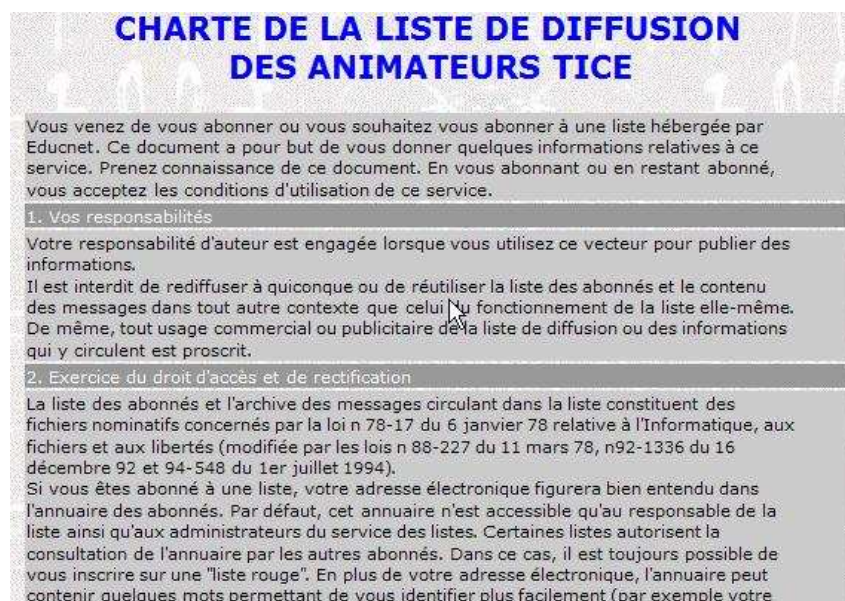 CHARTE DE LA LISTE DE DIFFUSION
DES ANIMATEURS TICE
Vous venez de vous abonner ou vous souhaitez vous abonner à une liste hébergée par
Educnet. Ce document a pour but de vous donner quelques informations relatives à ce
service. Prenez connaissance de ce document. En vous abonnant ou en restant abonné,
vous acceptez les conditions d'utilisation de ce service.
1. Vos responsabilités
Votre responsabilité d'auteur est engagée lorsque vous utilisez ce vecteur pour publier des
informations.
Il est interdit de rediffuser à quiconque ou de réutiliser la liste des abonnés et le contenu
des messages dans tout autre contexte que celui du fonctionnement de la liste elle-même.
De même, tout usage commercial ou publicitaire de la liste de diffusion ou des informations
qui y circulent est proscrit.
2. Exercice du droit d'accès et de rectification
La liste des abonnés et l'archive des messages circulant dans la liste constituent des
fichiers nominatifs concernés par la loi n 78-17 du 6 janvier 78 relative à l'Informatique, aux
fichiers et aux libertés (modifiée par les lois n 88-227 du 11 mars 78, n92-1336 du 16
décembre 92 et 94-548 du 1er juillet 1994).
Si vous êtes abonné à une liste, votre adresse électronique figurera bien entendu dans
l'annuaire des abonnés. Par défaut, cet annuaire n'est accessible qu'au responsable de la
liste ainsi qu'aux administrateurs du service des listes. Certaines listes autorisent la
consultation de l'annuaire par les autres abonnés. Dans ce cas, il est toujours possible de
vous inscrire sur une "liste rouge". En plus de votre adresse électronique, l'annuaire peut
contenir quelques mots permettant de vous identifier plus facilement (par exemple votre